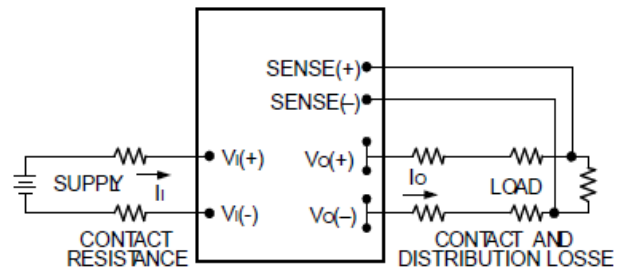 SENSE(+)
SENSE(–)
VI(+)
VO(+)
SUPPLY
II
IO
LOAD
VI(-)
VO(–)
CONTACT
RESISTANCE
CONTACT AND
DISTRIBUTION LOSSE